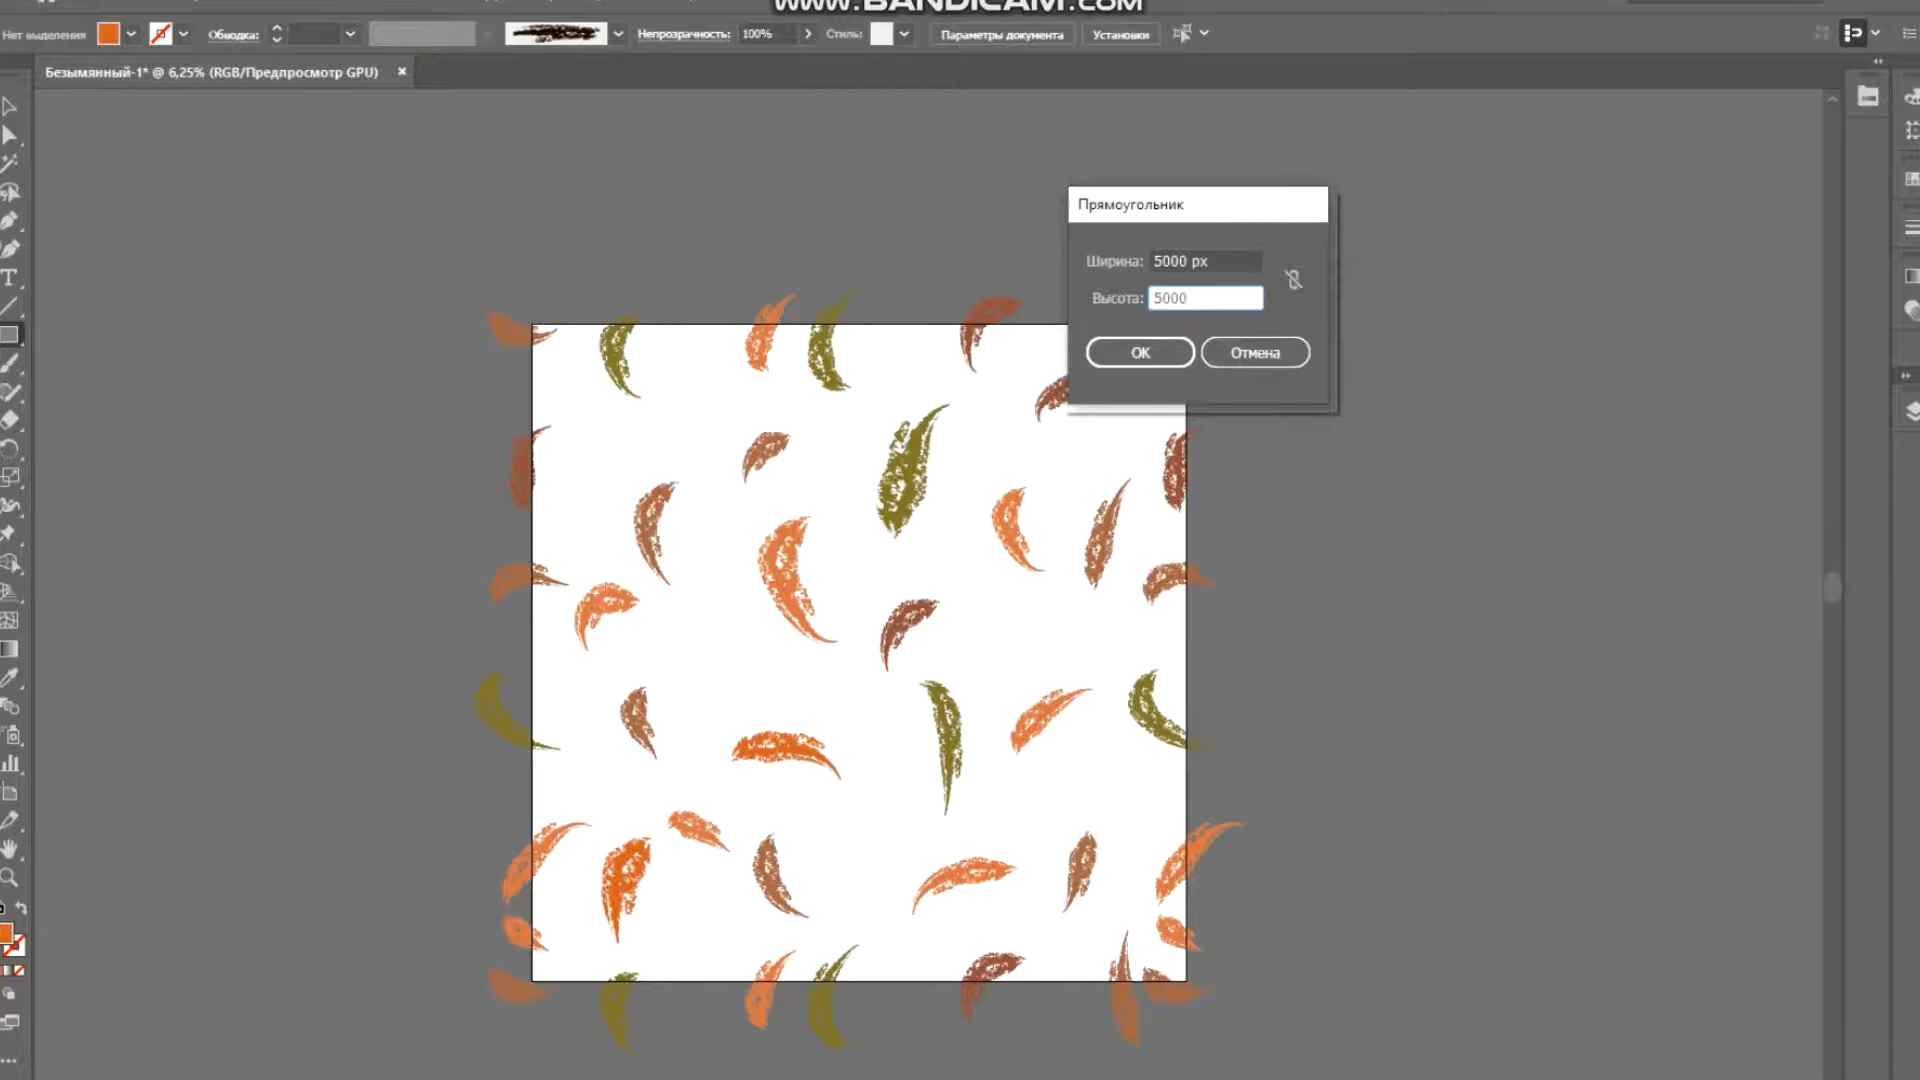 www.BANDICAM.com
Нет выделения
Обводка:
Непрозрачность: 100%
Стиль:
Параметры документа
Установки
Безымянный-1* @ 6,25% (RGB/Предпросмотр GPU) ×
Прямоугольник
Ширина: 5000 px
Высота: 5000
ОК
Отмена